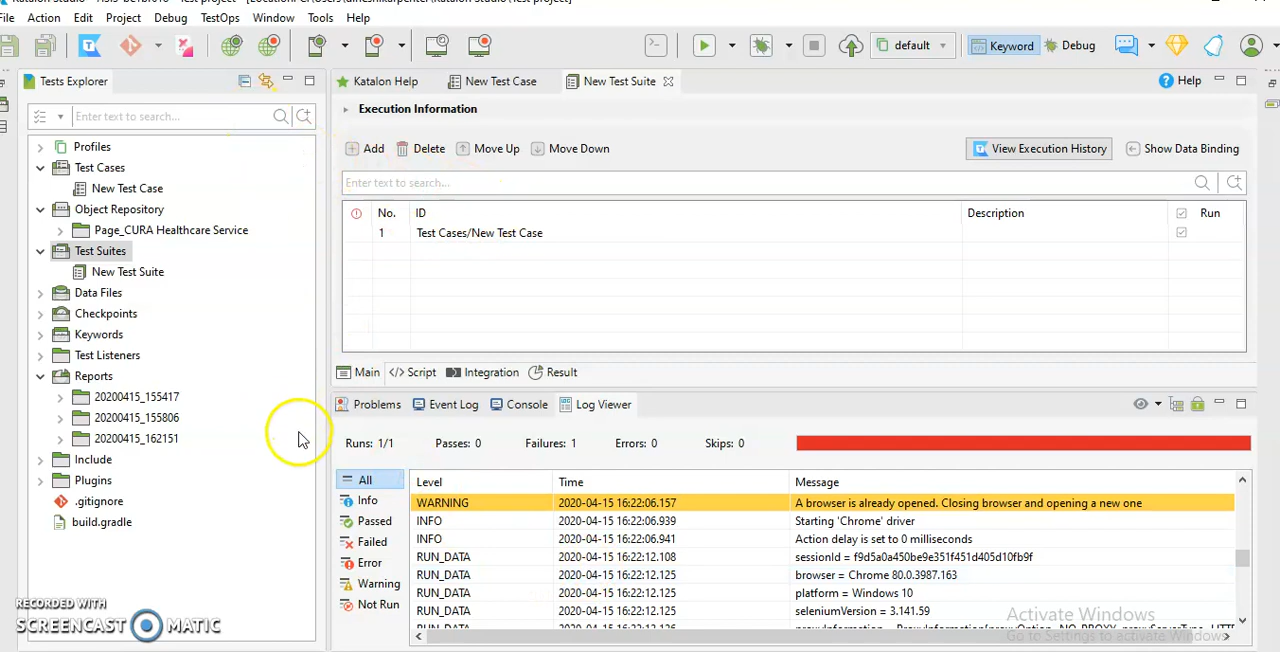 File Action Edit Project Debug TestOps Window Tools Help
default Keyword Debug
Tests Explorer
Katalon Help New Test Case New Test Suite Help
Enter text to search...
Execution Information
Add Delete Move Up Move Down View Execution History Show Data Binding
Enter text to search...
No. ID Description Run
1 Test Cases/New Test Case
Profiles
Test Cases
New Test Case
Object Repository
Page_CURA Healthcare Service
Test Suites
New Test Suite
Data Files
Checkpoints
Keywords
Test Listeners
Reports
20200415_155417
20200415_155806
20200415_162151
Include
Plugins
.gitignore
build.gradle
Main </> Script Integration Result
Problems Event Log Console Log Viewer
Runs: 1/1 Passes: 0 Failures: 1 Errors: 0 Skips: 0
All
Info
Passed
Failed
Error
Warning
Not Run
Level Time Message
WARNING 2020-04-15 16:22:06.157 A browser is already opened. Closing browser and opening a new one
INFO 2020-04-15 16:22:06.939 Starting 'Chrome' driver
INFO 2020-04-15 16:22:06.941 Action delay is set to 0 milliseconds
RUN_DATA 2020-04-15 16:22:12.108 sessionId = f9d5a0a450be9e351f451d405d10fb9f
RUN_DATA 2020-04-15 16:22:12.125 browser = Chrome 80.0.3987.163
RUN_DATA 2020-04-15 16:22:12.125 platform = Windows 10
RUN_DATA 2020-04-15 16:22:12.125 seleniumVersion = 3.141.59
Activate Windows
Go to Settings to activate Windows.
RECORDED WITH
SCREENCAST MATIC